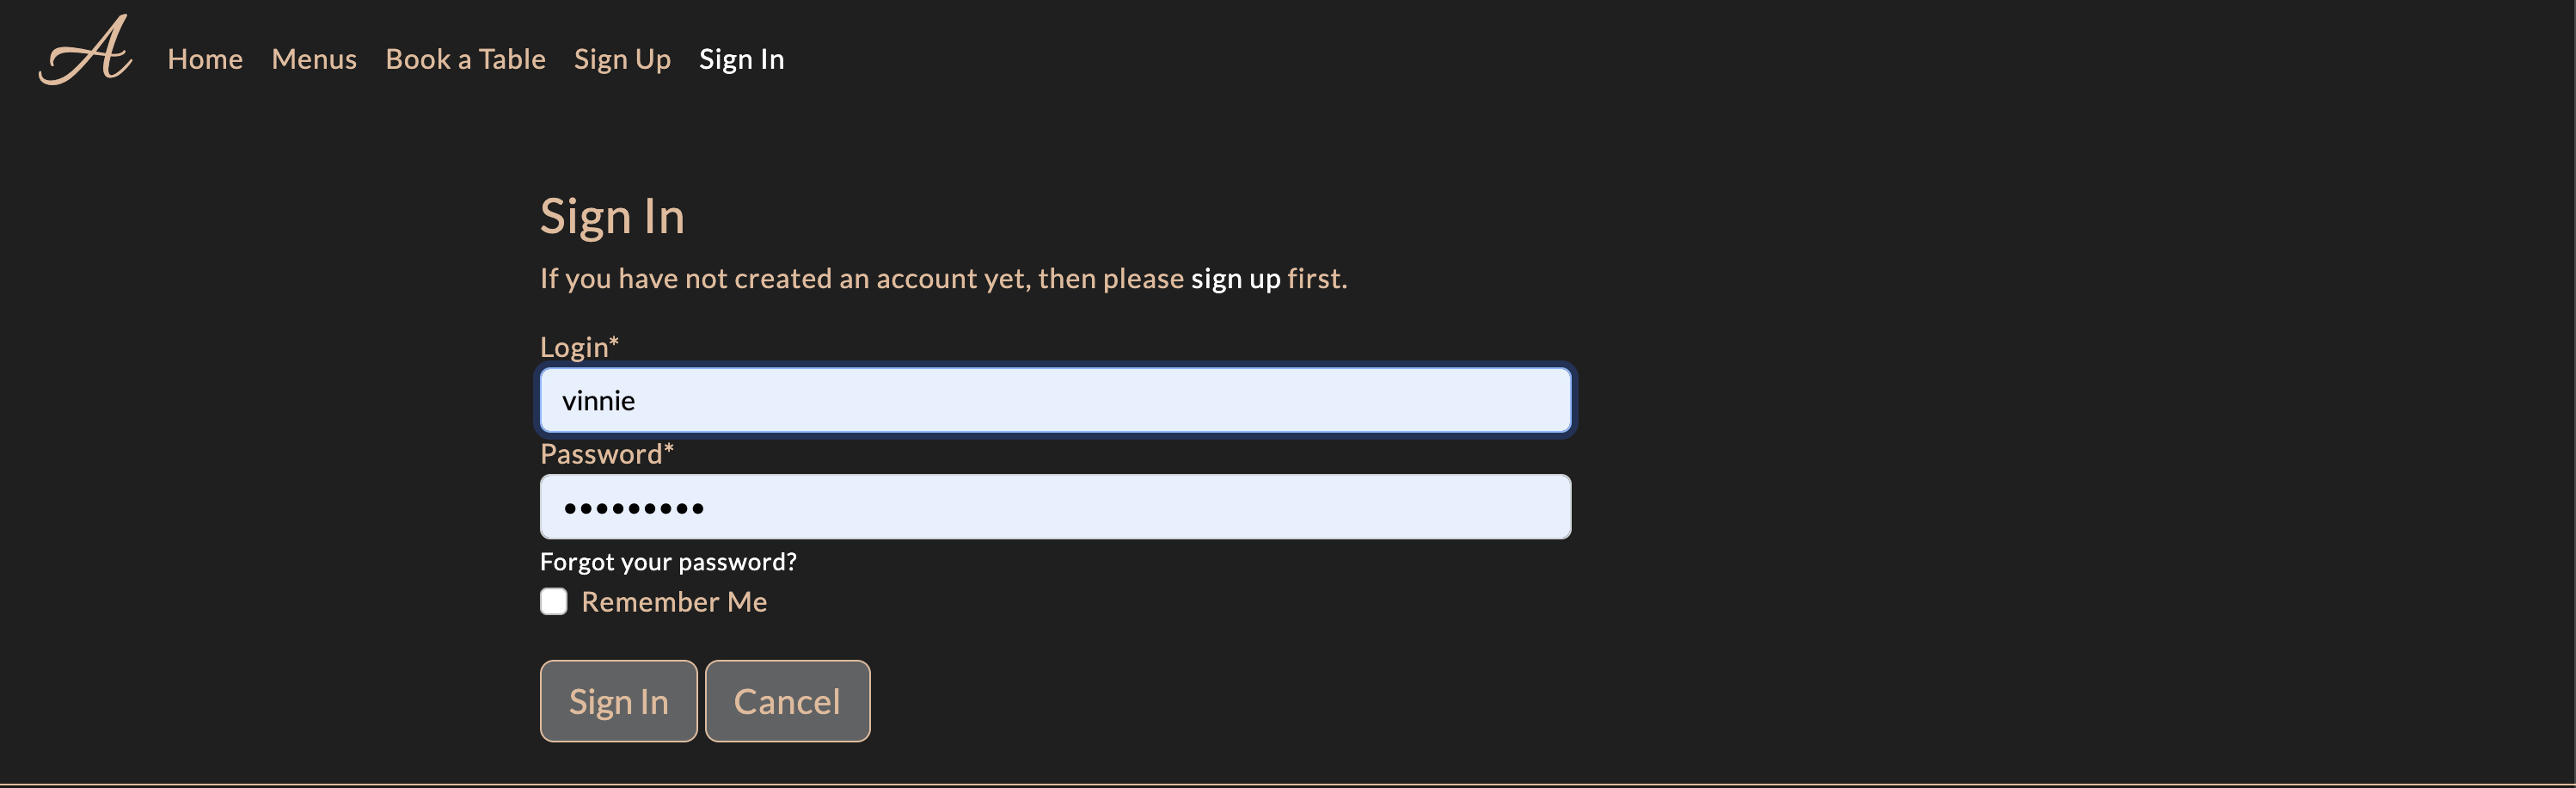 A Home Menus Book a Table Sign Up Sign In
Sign In
If you have not created an account yet, then please sign up first.
Login*
vinnie
Password*
•••••••••
Forgot your password?
Remember Me
Sign In Cancel